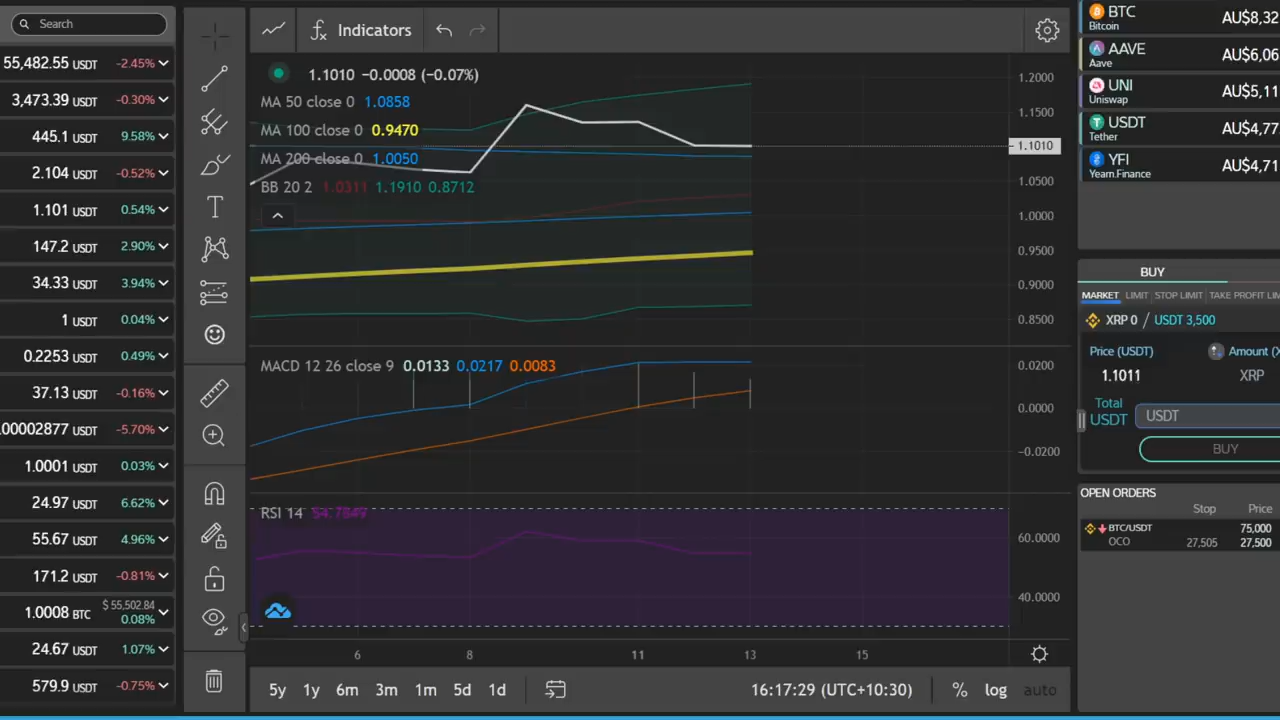 Search
55,482.55 USDT -2.45%
3,473.39 USDT -0.30%
445.1 USDT 9.58%
2.104 USDT -0.52%
1.101 USDT 0.54%
147.2 USDT 2.90%
34.33 USDT 3.94%
1 USDT 0.04%
0.2253 USDT 0.49%
37.13 USDT -0.16%
.00002877 USDT -5.70%
1.0001 USDT 0.03%
24.97 USDT 6.62%
55.67 USDT 4.96%
171.2 USDT -0.81%
1.0008 BTC $ 55,502.84 0.08%
24.67 USDT 1.07%
579.9 USDT -0.75%
Indicators
1.1010 -0.0008 (-0.07%)
MA 50 close 0 1.0858
MA 100 close 0 0.9470
MA 200 close 0 1.0050
BB 20 2 1.0311 1.1910 0.8712
1.2000
1.1500
1.1010
1.0500
1.0000
0.9500
0.9000
0.8500
MACD 12 26 close 9 0.0133 0.0217 0.0083
0.0200
0.0000
-0.0200
RSI 14 54.7849
60.0000
40.0000
6 8 11 13 15
5y 1y 6m 3m 1m 5d 1d
16:17:29 (UTC+10:30) % log auto
BTC AU$8,32
Bitcoin
AAVE AU$6,06
Aave
UNI AU$5,11
Uniswap
USDT AU$4,77
Tether
YFI AU$4,71
Yearn.Finance
BUY
MARKET LIMIT STOP LIMIT TAKE PROFIT LIM
XRP 0 / USDT 3,500
Price (USDT) Amount (X
1.1011 XRP
Total
USDT USDT
BUY
OPEN ORDERS
Stop Price
BTC/USDT 75,000
OCO 27,505 27,500